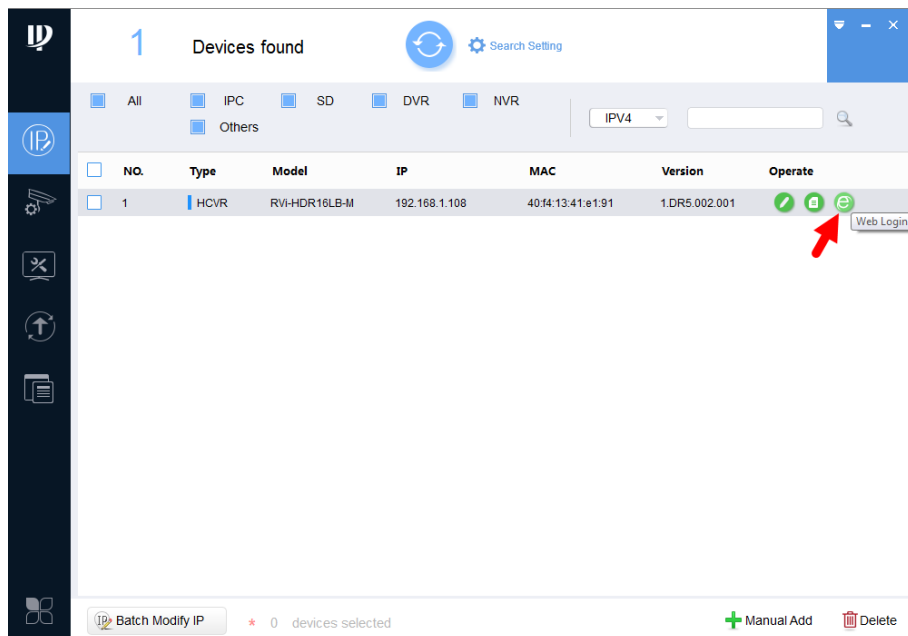 1 Devices found Search Setting
All IPC SD DVR NVR
Others
IPV4
NO. Type Model IP MAC Version Operate
1 HCVR RVi-HDR16LB-M 192.168.1.108 40:f4:13:41:e1:91 1.DR5.002.001
Web Login
Batch Modify IP * 0 devices selected Manual Add Delete